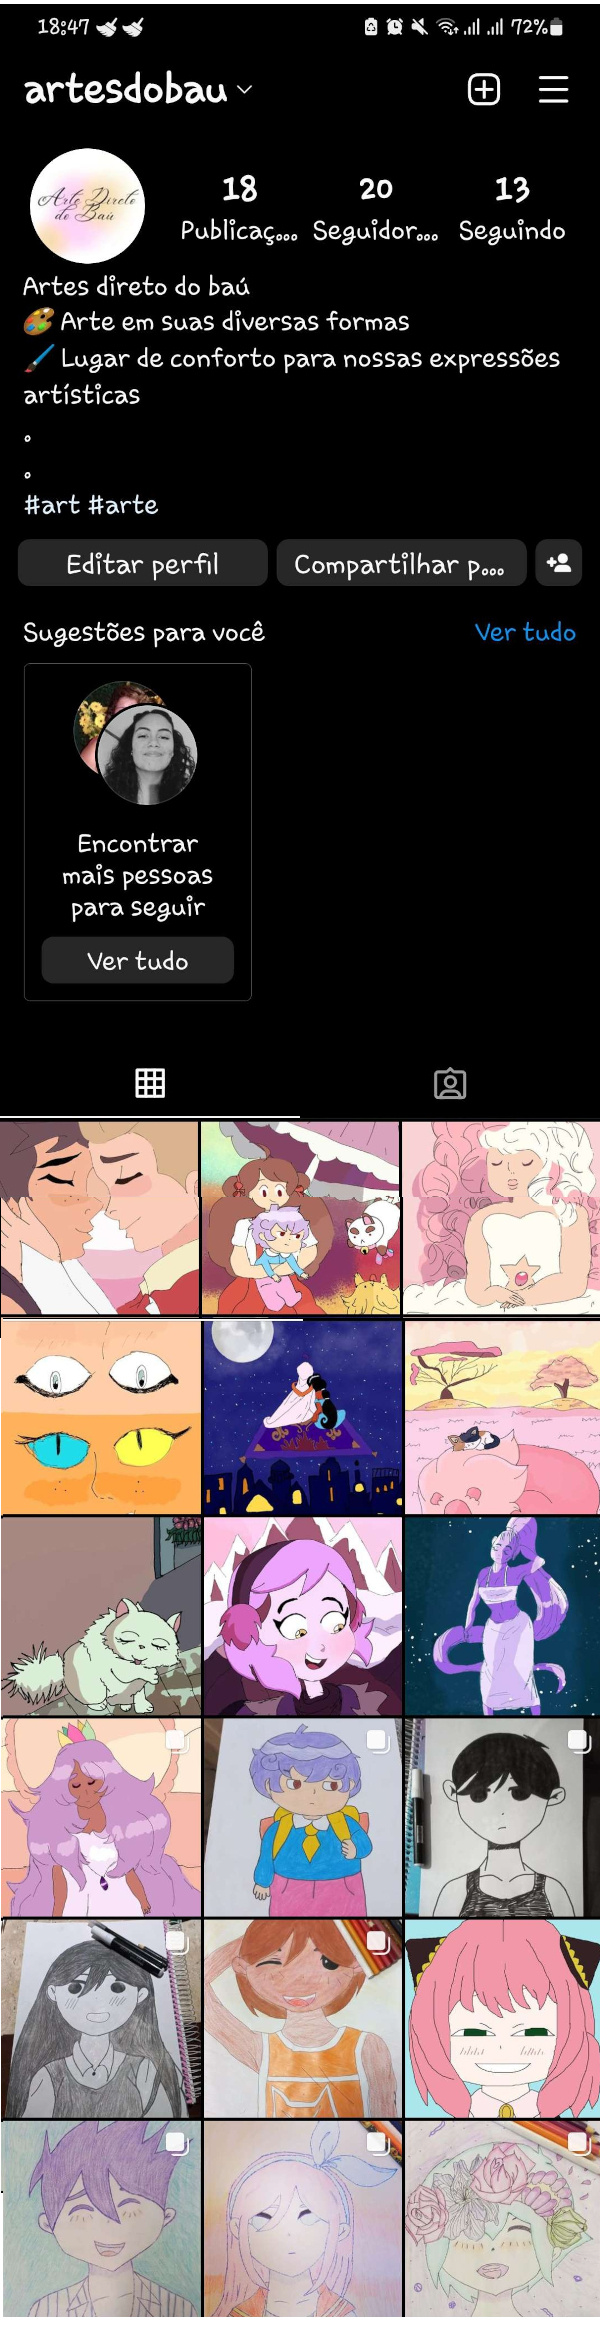 18:47
72%
artesdobau
Arte Direto
do Baú
18
20
13
Publicaç...
Seguidor...
Seguindo
Artes direto do baú
🎨 Arte em suas diversas formas
🖌️ Lugar de conforto para nossas expressões
artísticas
.
.
#art #arte
Editar perfil
Compartilhar p...
Sugestões para você
Ver tudo
Encontrar
mais pessoas
para seguir
Ver tudo